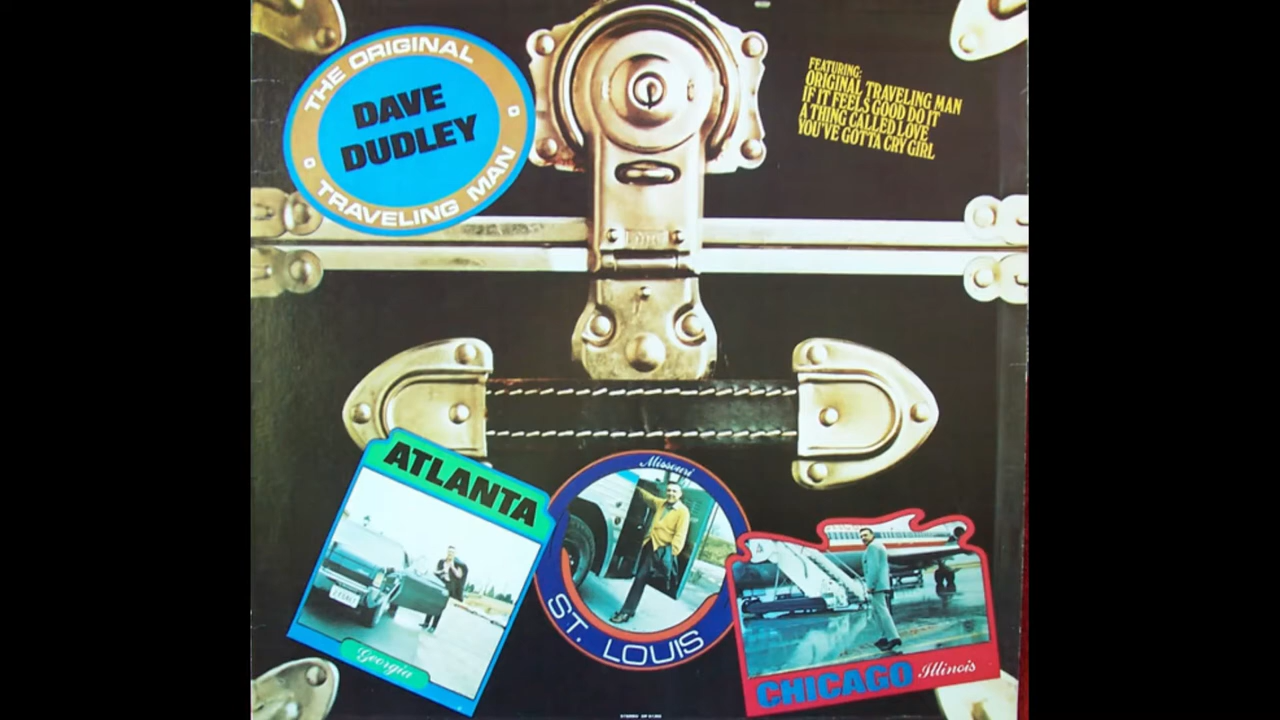 THE ORIGINAL
DAVE
DUDLEY
TRAVELING MAN
FEATURING:
ORIGINAL TRAVELING MAN
IF IT FEELS GOOD DO IT
A THING CALLED LOVE
YOU'VE GOTTA CRY GIRL
ATLANTA
Georgia
Missouri
ST. LOUIS
CHICAGO Illinois
STEREO